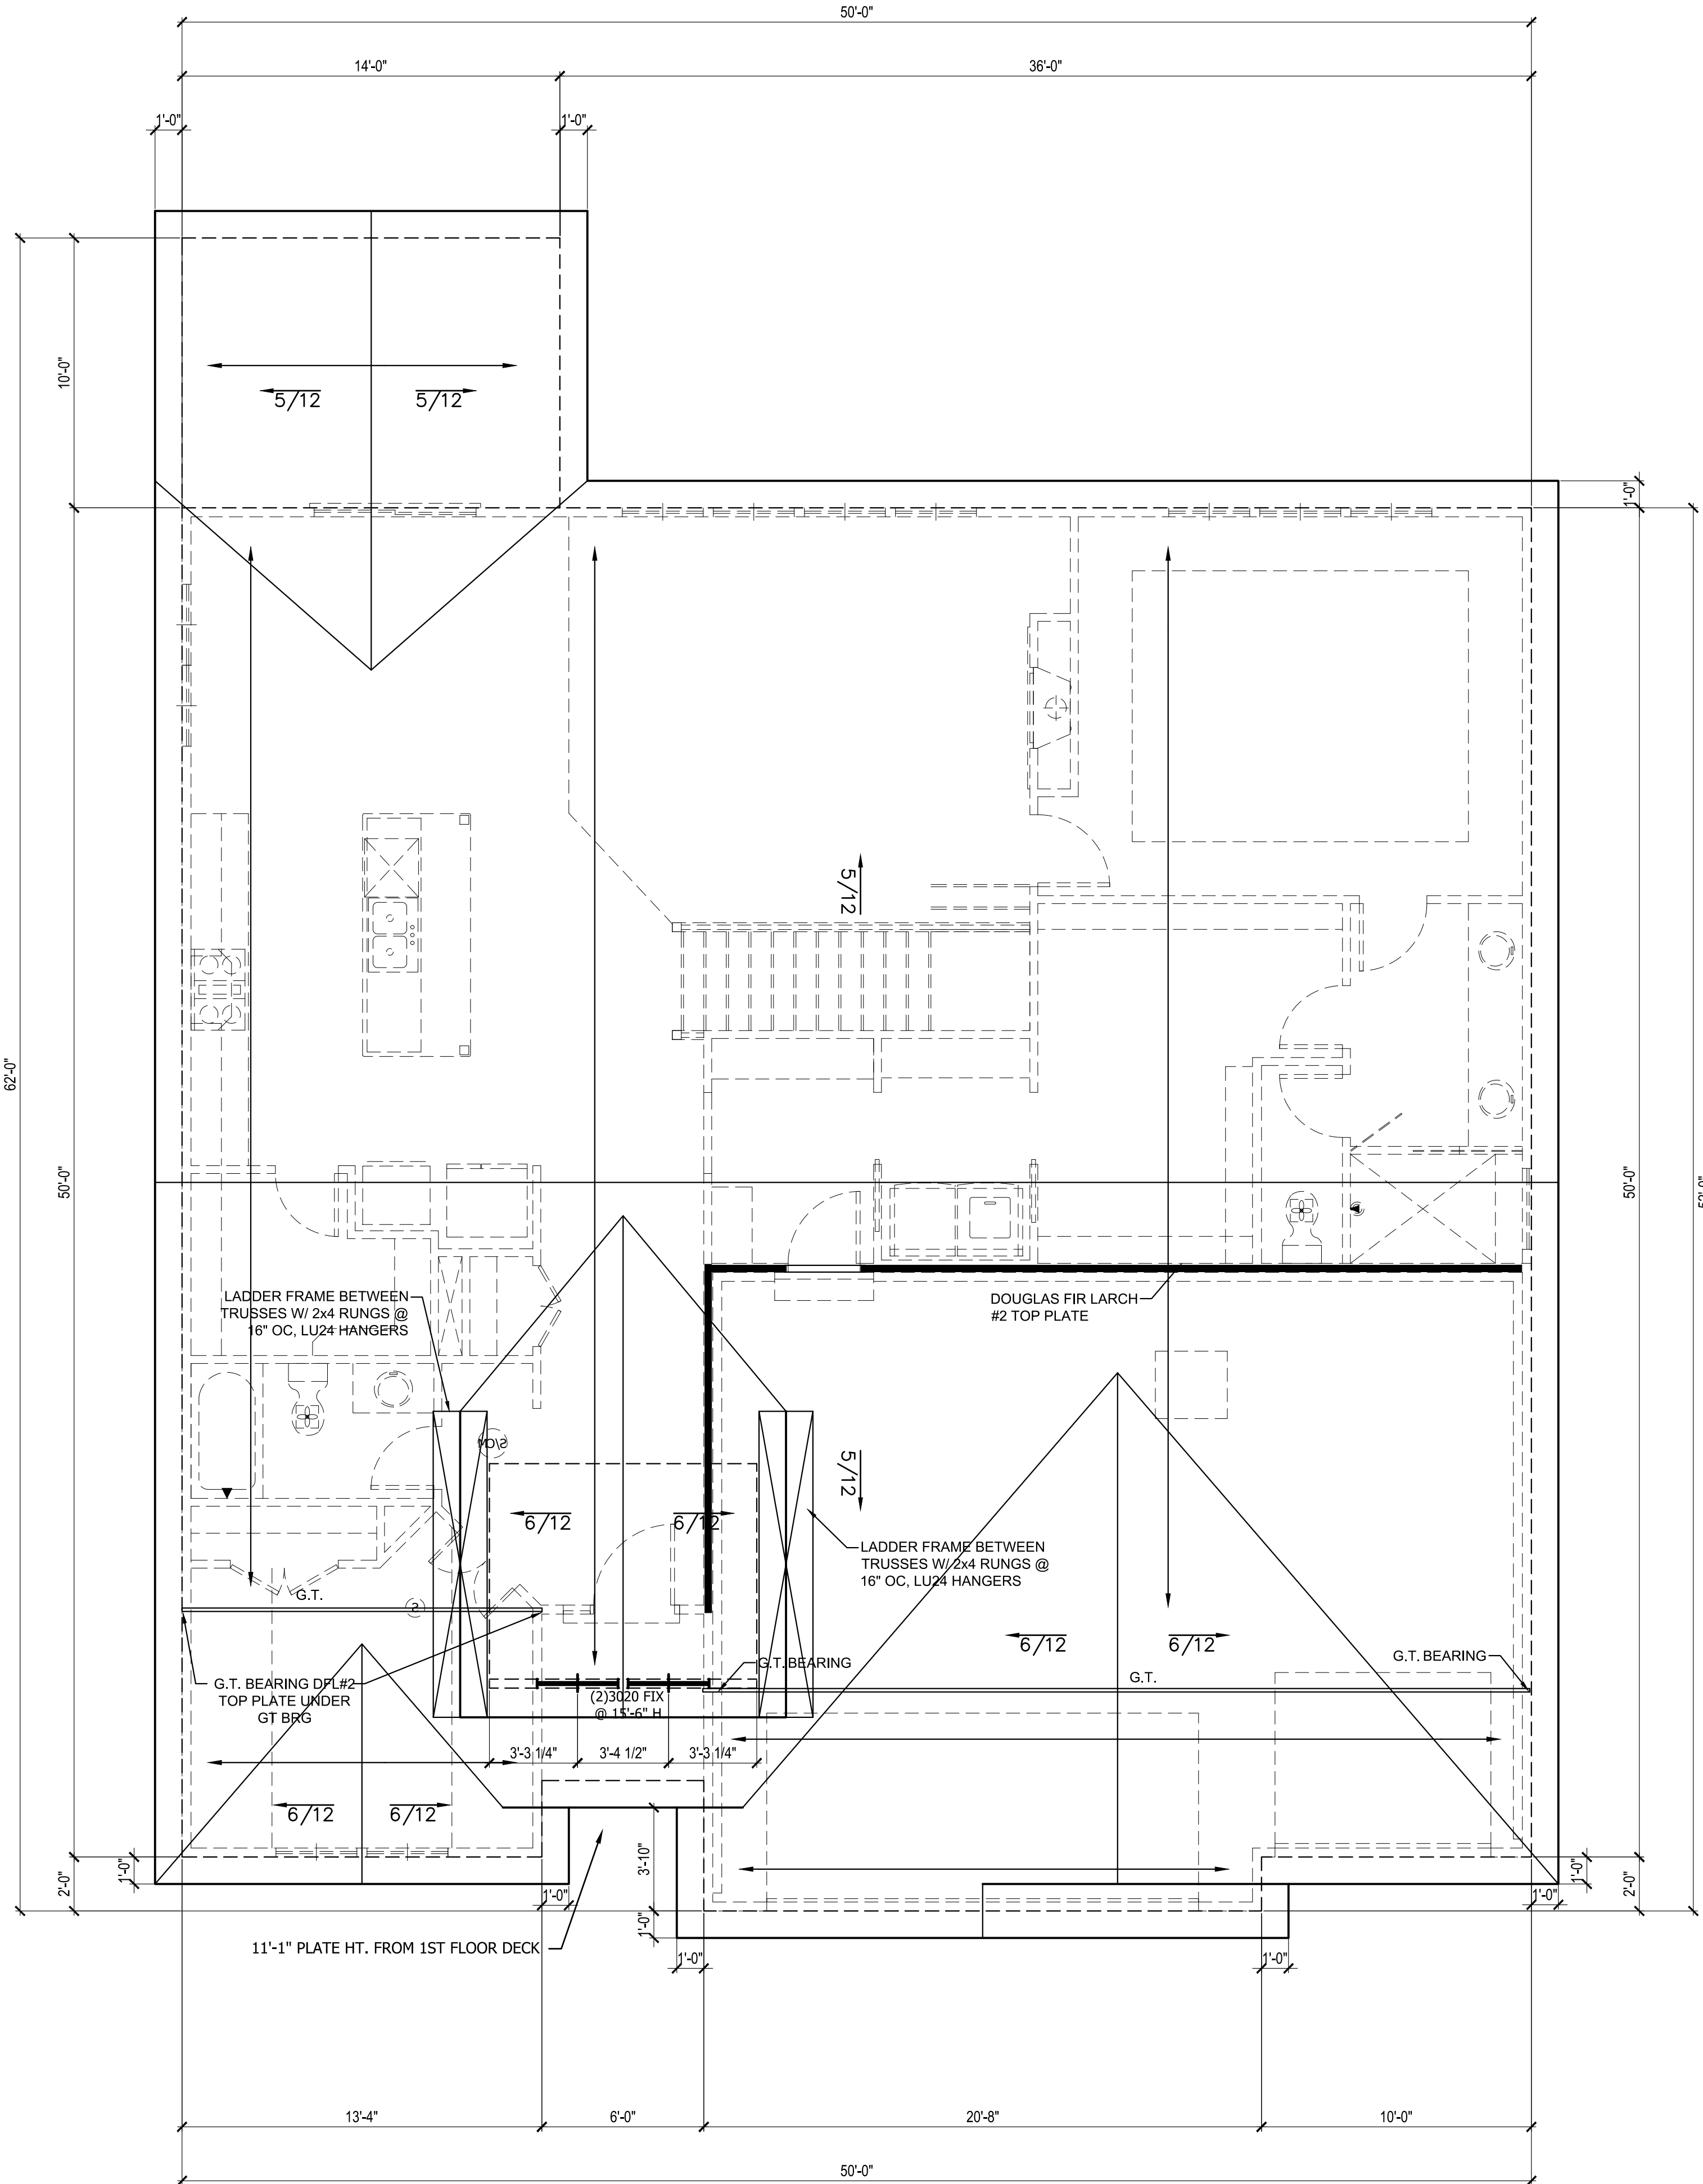 50'-0"
14'-0"
36'-0"
1'-0"
1'-0"
10'-0"
5/12
5/12
1'-0"
62'-0"
50'-0"
50'-0"
52'-0"
5/12
LADDER FRAME BETWEEN
TRUSSES W/ 2x4 RUNGS @
16" OC, LU24 HANGERS
DOUGLAS FIR LARCH
#2 TOP PLATE
S\CM
5/12
6/12
6/12
LADDER FRAME BETWEEN
TRUSSES W/ 2x4 RUNGS @
16" OC, LU24 HANGERS
G.T.
S
6/12
6/12
G.T. BEARING
G.T. BEARING
G.T.
G.T. BEARING DFL#2
TOP PLATE UNDER
GT BRG
(2)3020 FIX
@ 15'-6" H
3'-3 1/4"
3'-4 1/2"
3'-3 1/4"
6/12
6/12
3'-10"
1'-0"
2'-0"
1'-0"
1'-0"
1'-0"
1'-0"
2'-0"
11'-1" PLATE HT. FROM 1ST FLOOR DECK
1'-0"
1'-0"
13'-4"
6'-0"
20'-8"
10'-0"
50'-0"